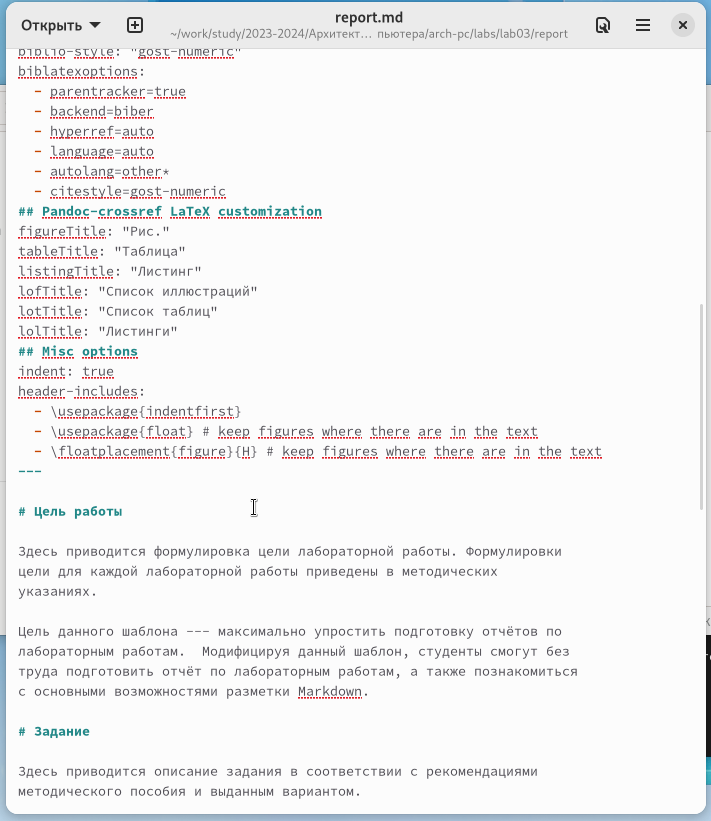 Открыть
report.md
~/work/study/2023-2024/Архитект… пьютера/arch-pc/labs/lab03/report
biblio-style: "gost-numeric"
biblatexoptions:
  - parentracker=true
  - backend=biber
  - hyperref=auto
  - language=auto
  - autolang=other*
  - citestyle=gost-numeric
## Pandoc-crossref LaTeX customization
figureTitle: "Рис."
tableTitle: "Таблица"
listingTitle: "Листинг"
lofTitle: "Список иллюстраций"
lotTitle: "Список таблиц"
lolTitle: "Листинги"
## Misc options
indent: true
header-includes:
  - \usepackage{indentfirst}
  - \usepackage{float} # keep figures where there are in the text
  - \floatplacement{figure}{H} # keep figures where there are in the text
---
# Цель работы
Здесь приводится формулировка цели лабораторной работы. Формулировки
цели для каждой лабораторной работы приведены в методических
указаниях.
Цель данного шаблона --- максимально упростить подготовку отчётов по
лабораторным работам.  Модифицируя данный шаблон, студенты смогут без
труда подготовить отчёт по лабораторным работам, а также познакомиться
с основными возможностями разметки Markdown.
# Задание
Здесь приводится описание задания в соответствии с рекомендациями
методического пособия и выданным вариантом.